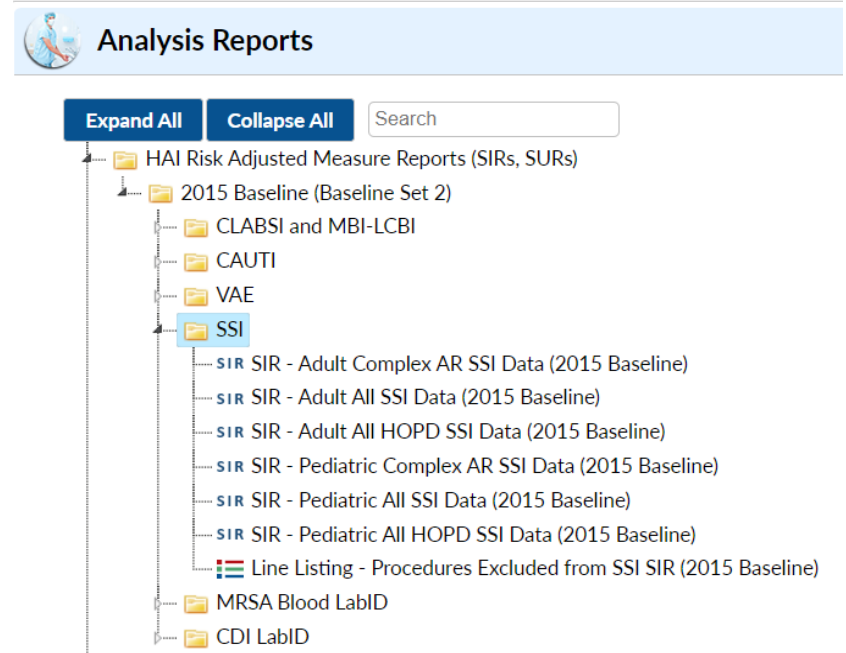 Analysis Reports
Expand All Collapse All Search
HAI Risk Adjusted Measure Reports (SIRs, SURs)
2015 Baseline (Baseline Set 2)
CLABSI and MBI-LCBI
CAUTI
VAE
SSI
SIR SIR - Adult Complex AR SSI Data (2015 Baseline)
SIR SIR - Adult All SSI Data (2015 Baseline)
SIR SIR - Adult All HOPD SSI Data (2015 Baseline)
SIR SIR - Pediatric Complex AR SSI Data (2015 Baseline)
SIR SIR - Pediatric All SSI Data (2015 Baseline)
SIR SIR - Pediatric All HOPD SSI Data (2015 Baseline)
Line Listing - Procedures Excluded from SSI SIR (2015 Baseline)
MRSA Blood LabID
CDI LabID